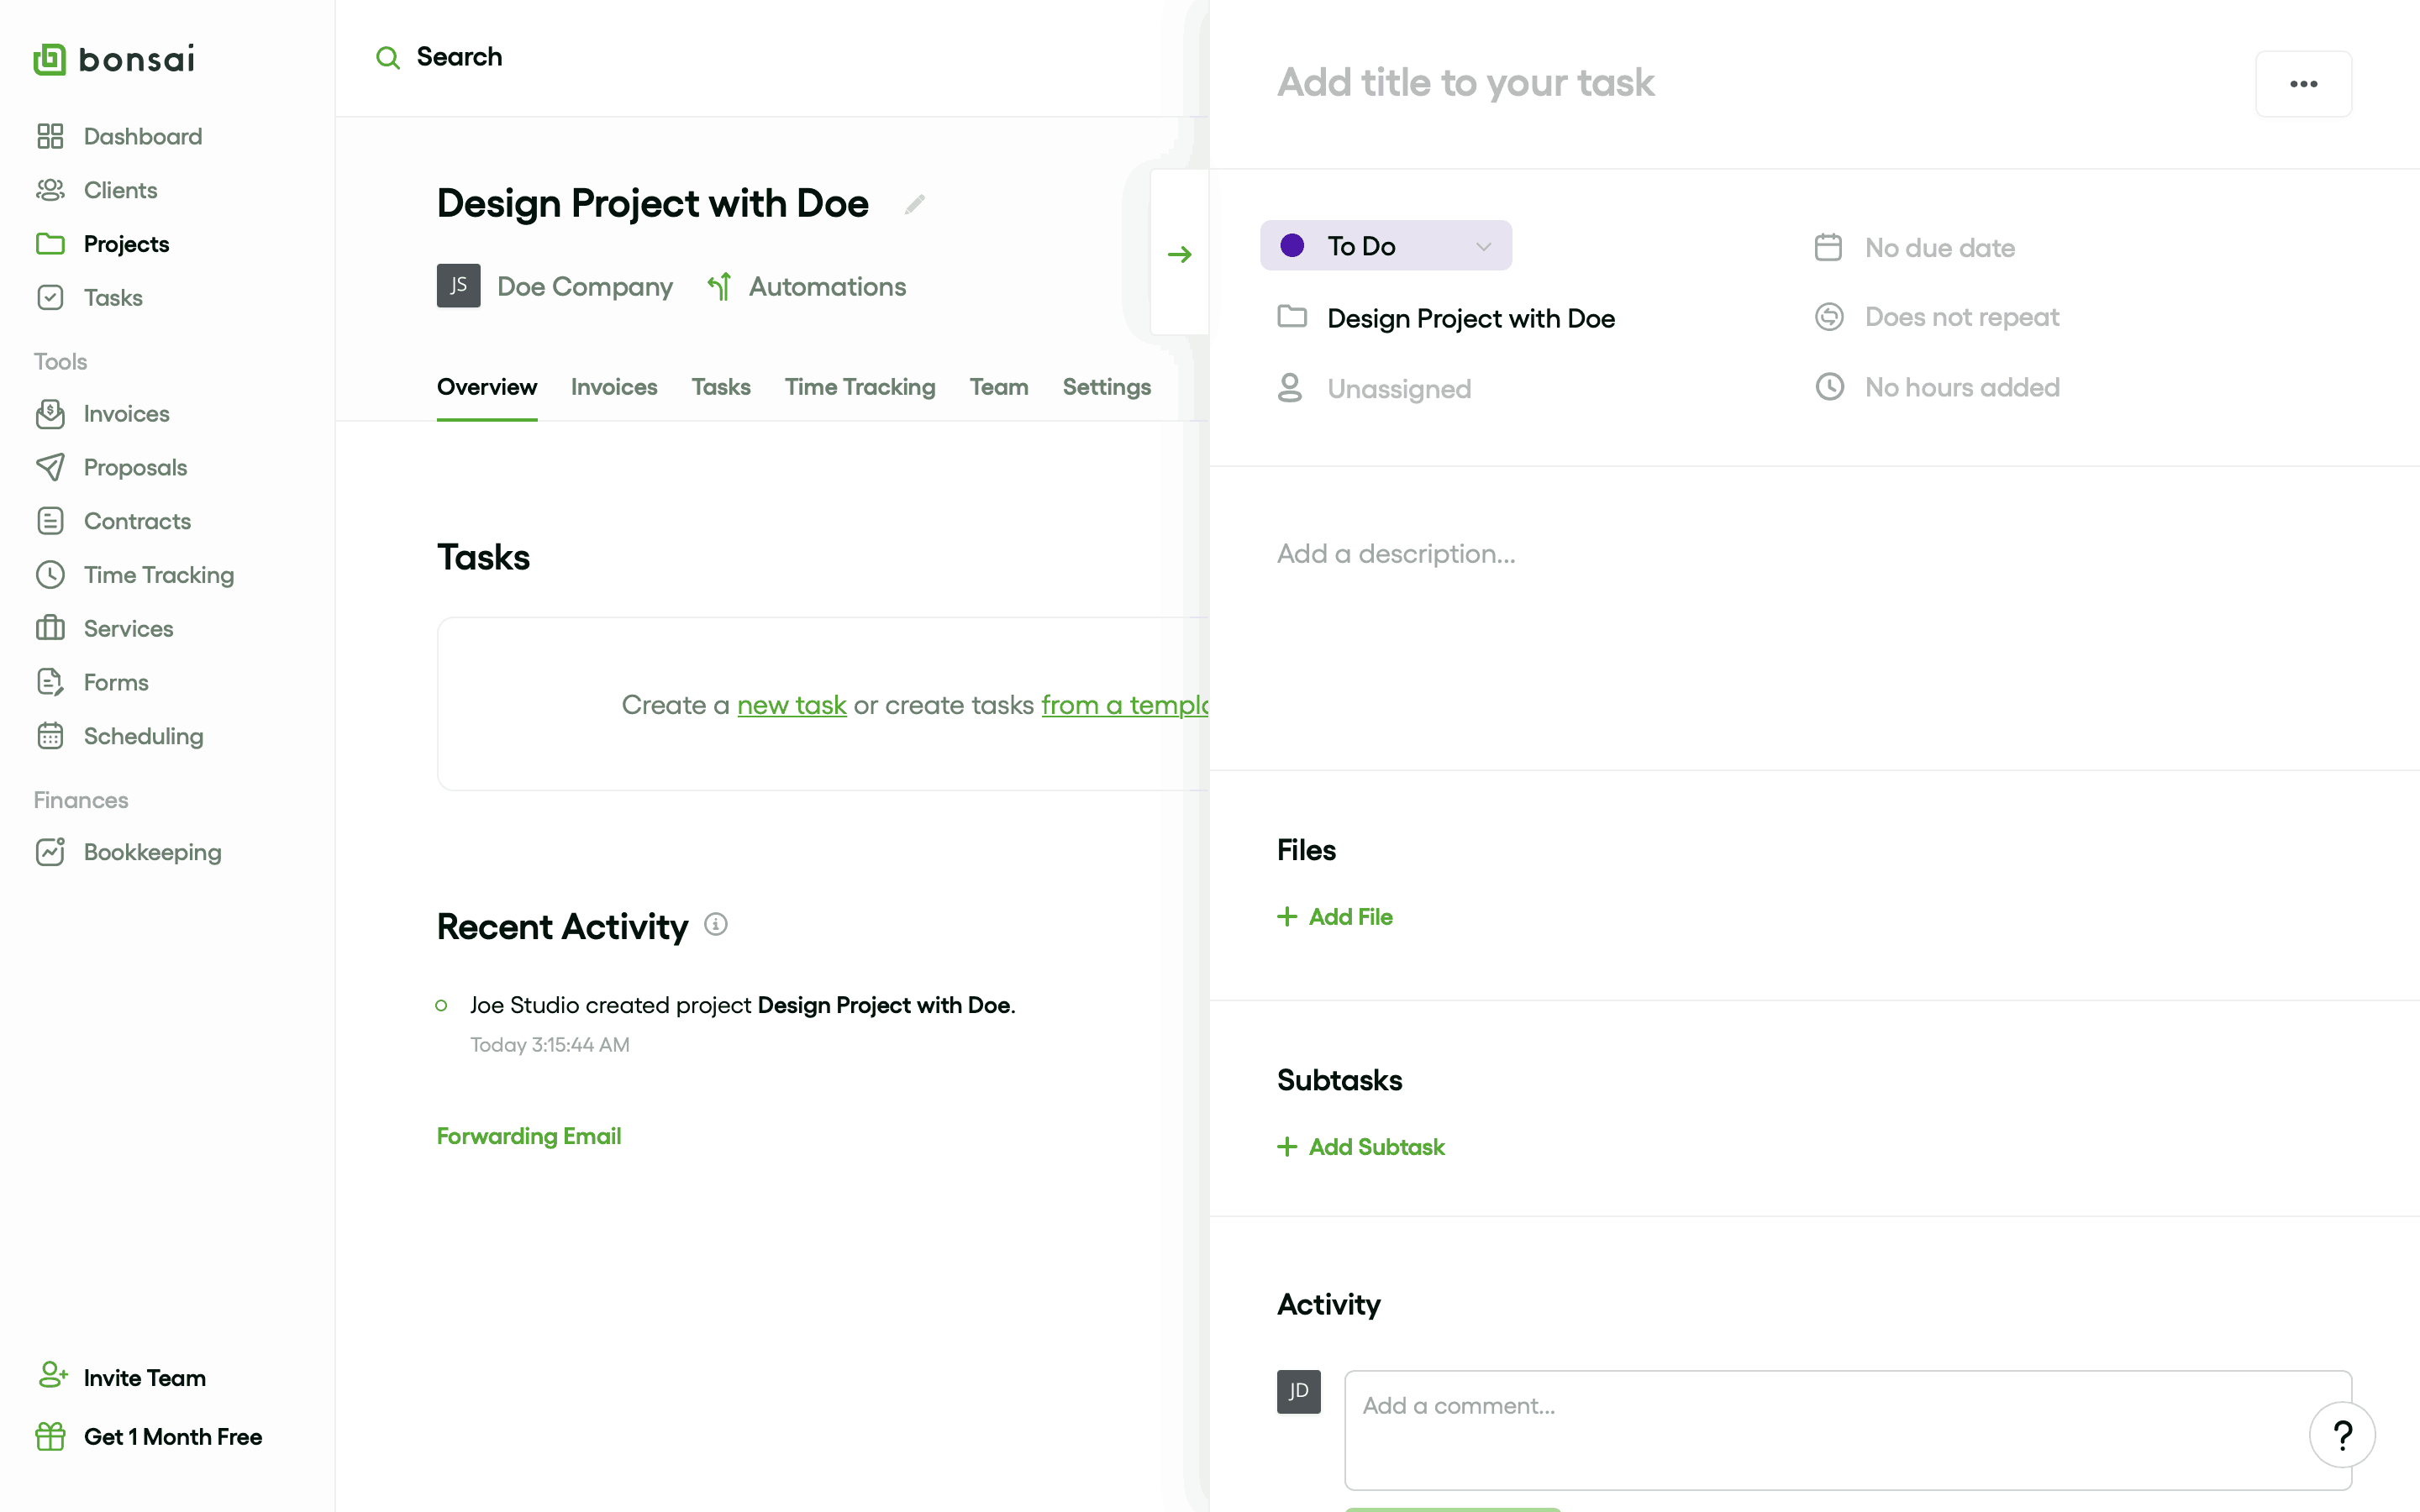 bonsai
Dashboard
Clients
Projects
Tasks
Tools
Invoices
Proposals
Contracts
Time Tracking
Services
Forms
Scheduling
Finances
Bookkeeping
Invite Team
Get 1 Month Free
Search
Design Project with Doe
JS Doe Company Automations
Overview Invoices Tasks Time Tracking Team Settings
Tasks
Create a new task or create tasks from a templ
Recent Activity
Joe Studio created project Design Project with Doe.
Today 3:15:44 AM
Forwarding Email
Add title to your task
To Do
No due date
Design Project with Doe
Does not repeat
Unassigned
No hours added
Add a description...
Files
+ Add File
Subtasks
+ Add Subtask
Activity
JD
Add a comment...
?